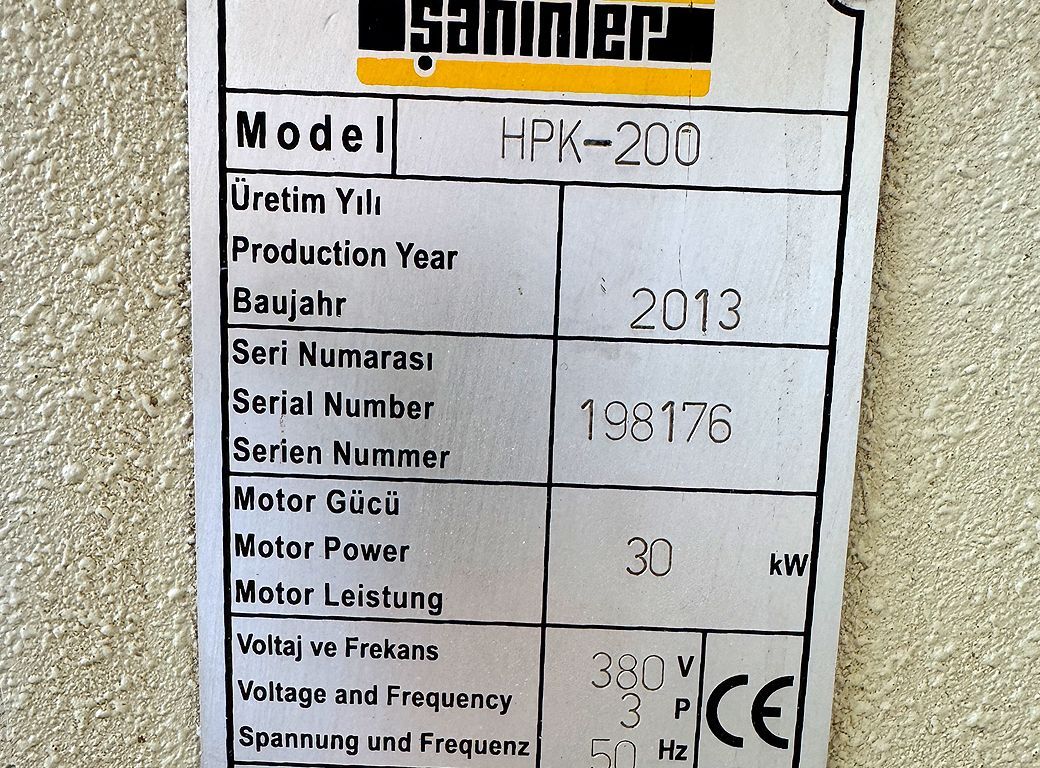 şahinler
Model HPK-200
Üretim Yılı
Production Year
Baujahr 2013
Seri Numarası
Serial Number 198176
Serien Nummer
Motor Gücü
Motor Power 30 kW
Motor Leistung
Voltaj ve Frekans 380 V
Voltage and Frequency 3 P
Spannung und Frequenz 50 Hz
CE